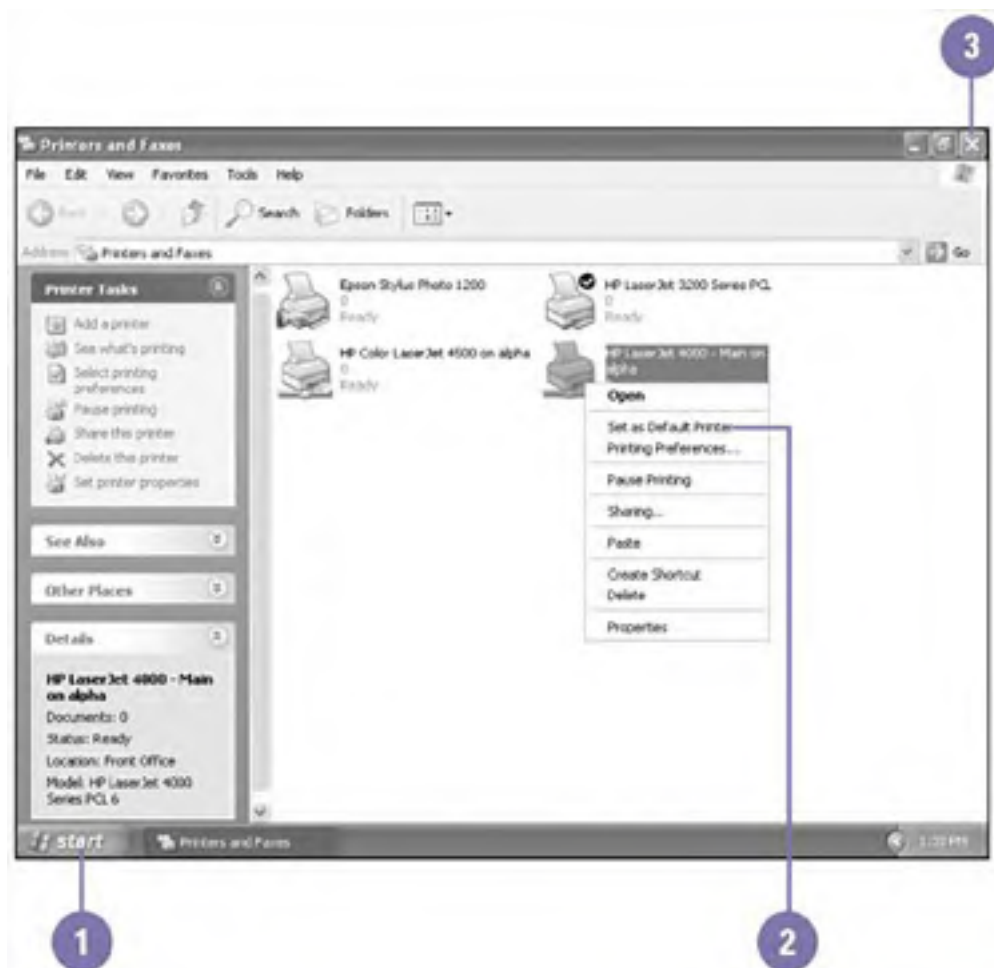 3
Printers and Faxes
File Edit View Favorites Tools Help
Back Search Folders
Address Printers and Faxes Go
Printer Tasks
Add a printer
See what's printing
Select printing
preferences
Pause printing
Share this printer
Delete this printer
Set printer properties
See Also
Other Places
Details
HP LaserJet 4000 - Main
on alpha
Documents: 0
Status: Ready
Location: Front Office
Model: HP LaserJet 4000
Series PCL 6
Epson Stylus Photo 1200
0
Ready
HP LaserJet 3200 Series PCL
0
Ready
HP Color LaserJet 4500 on alpha
0
Ready
HP LaserJet 4000 - Main on
alpha
Open
Set as Default Printer
Printing Preferences...
Pause Printing
Sharing...
Paste
Create Shortcut
Delete
Properties
start Printers and Faxes
1
2